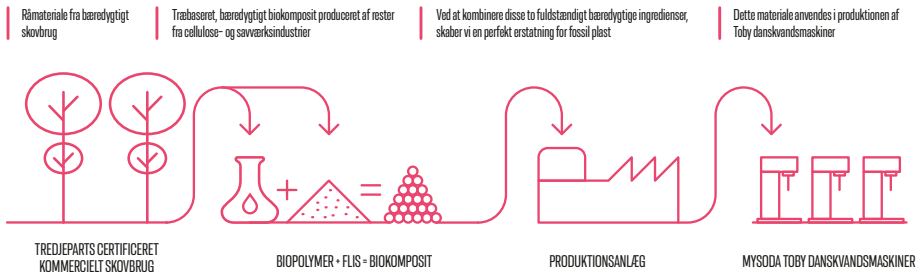 Råmateriale fra bæredygtigt
skovbrug
Træbaseret, bæredygtigt biokomposit produceret af rester
fra cellulose- og savværksindustrier
Ved at kombinere disse to fuldstændigt bæredygtige ingredienser,
skaber vi en perfekt erstatning for fossil plast
Dette materiale anvendes i produktionen af
Toby danskvandsmaskiner
TREDJEPARTS CERTIFICERET
KOMMERCIELT SKOVBRUG
BIOPOLYMER + FLIS = BIOKOMPOSIT
PRODUKTIONSANLÆG
MYSODA TOBY DANSKVANDSMASKINER